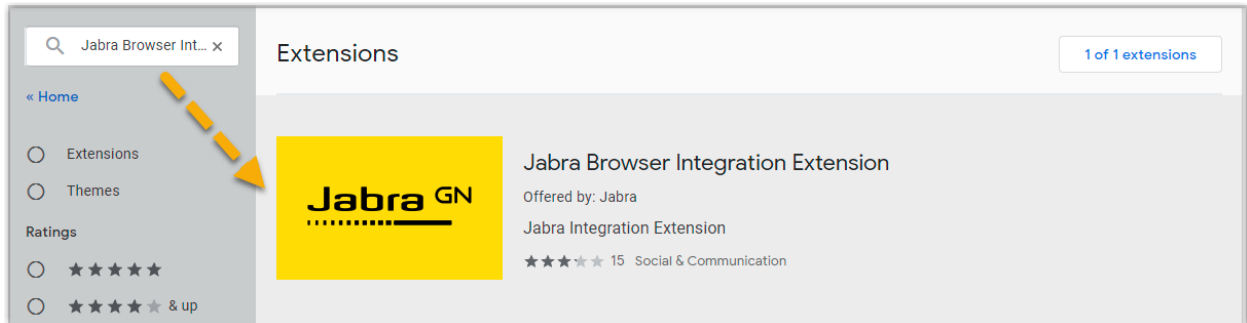 Jabra Browser Int...
« Home
Extensions
Themes
Ratings
& up
Extensions
1 of 1 extensions
Jabra GN
Jabra Browser Integration Extension
Offered by: Jabra
Jabra Integration Extension
15 Social & Communication